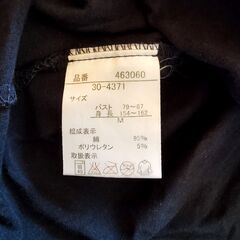 品番 463060
30-4371
サイズ
バスト 79~87
身長 154~162
M
組成表示
綿 95%
ポリウレタン 5%
取扱表示